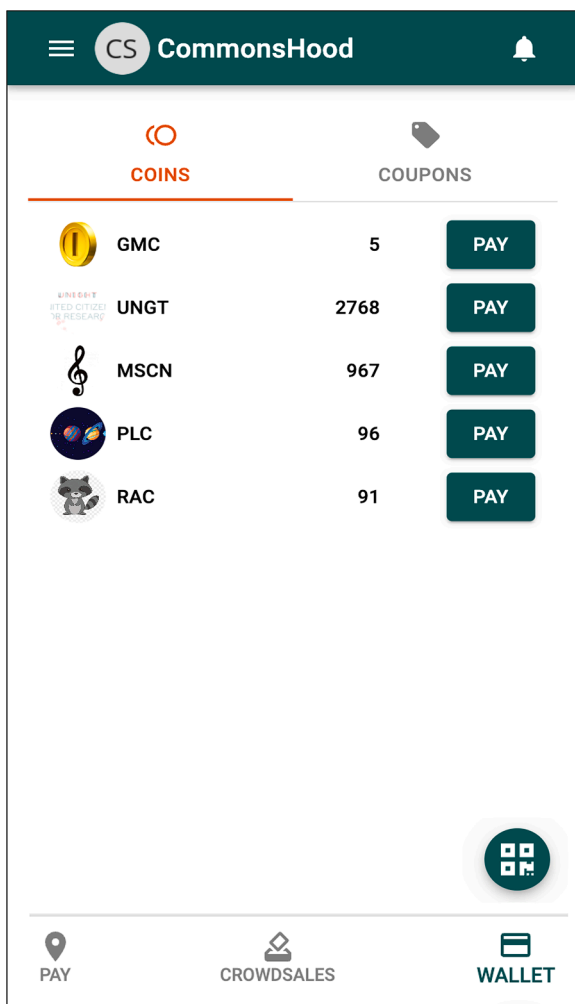 CS CommonsHood
COINS COUPONS
GMC 5 PAY
UNGT 2768 PAY
MSCN 967 PAY
PLC 96 PAY
RAC 91 PAY
PAY CROWDSALES WALLET